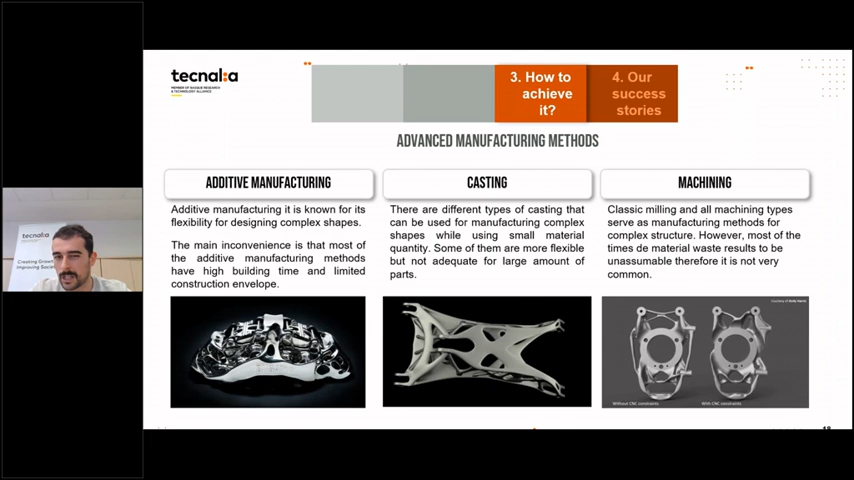 tecnalia
MEMBER OF BASQUE RESEARCH
& TECHNOLOGY ALLIANCE
3. How to
achieve
it?
4. Our
success
stories
ADVANCED MANUFACTURING METHODS
ADDITIVE MANUFACTURING
Additive manufacturing it is known for its
flexibility for designing complex shapes.
The main inconvenience is that most of
the additive manufacturing methods
have high building time and limited
construction envelope.
CASTING
There are different types of casting that
can be used for manufacturing complex
shapes while using small material
quantity. Some of them are more flexible
but not adequate for large amount of
parts.
MACHINING
Classic milling and all machining types
serve as manufacturing methods for
complex structure. However, most of the
times de material waste results to be
unassumable therefore it is not very
common.
Without CNC constraints
With CNC constraints
tecnalia
Creating Growth
Improving Society